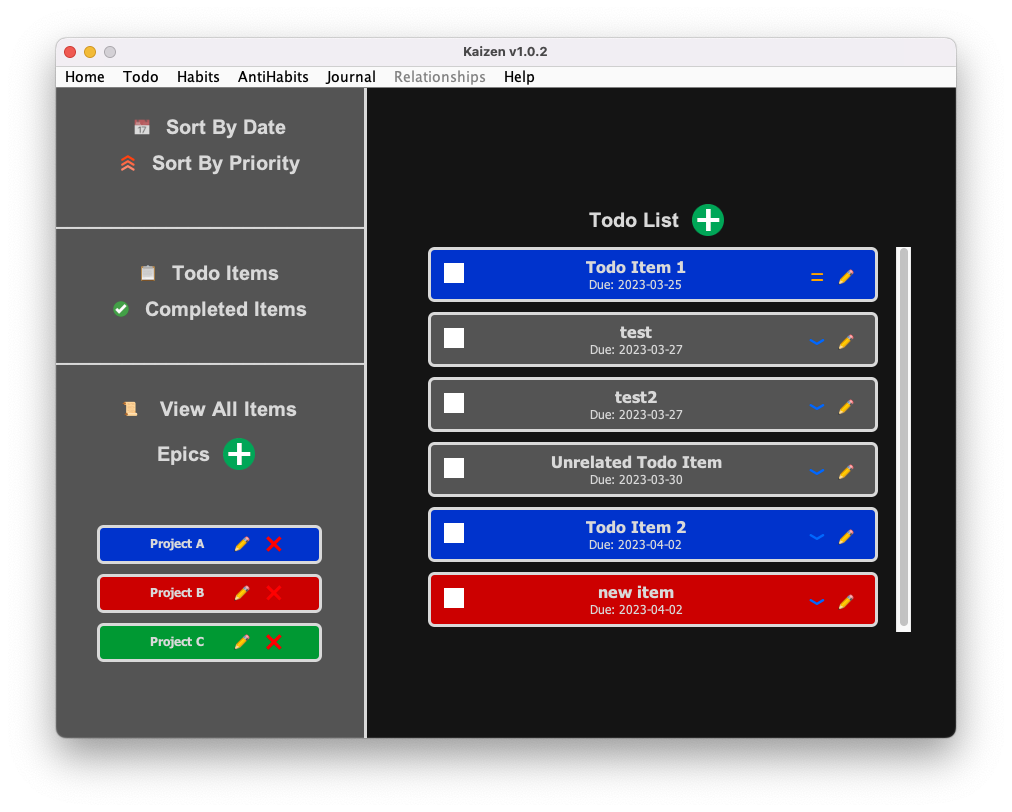 Kaizen v1.0.2
Home Todo Habits AntiHabits Journal Relationships Help
Sort By Date
Sort By Priority
Todo Items
Completed Items
View All Items
Epics
Project A
Project B
Project C
Todo List
Todo Item 1
Due: 2023-03-25
test
Due: 2023-03-27
test2
Due: 2023-03-27
Unrelated Todo Item
Due: 2023-03-30
Todo Item 2
Due: 2023-04-02
new item
Due: 2023-04-02